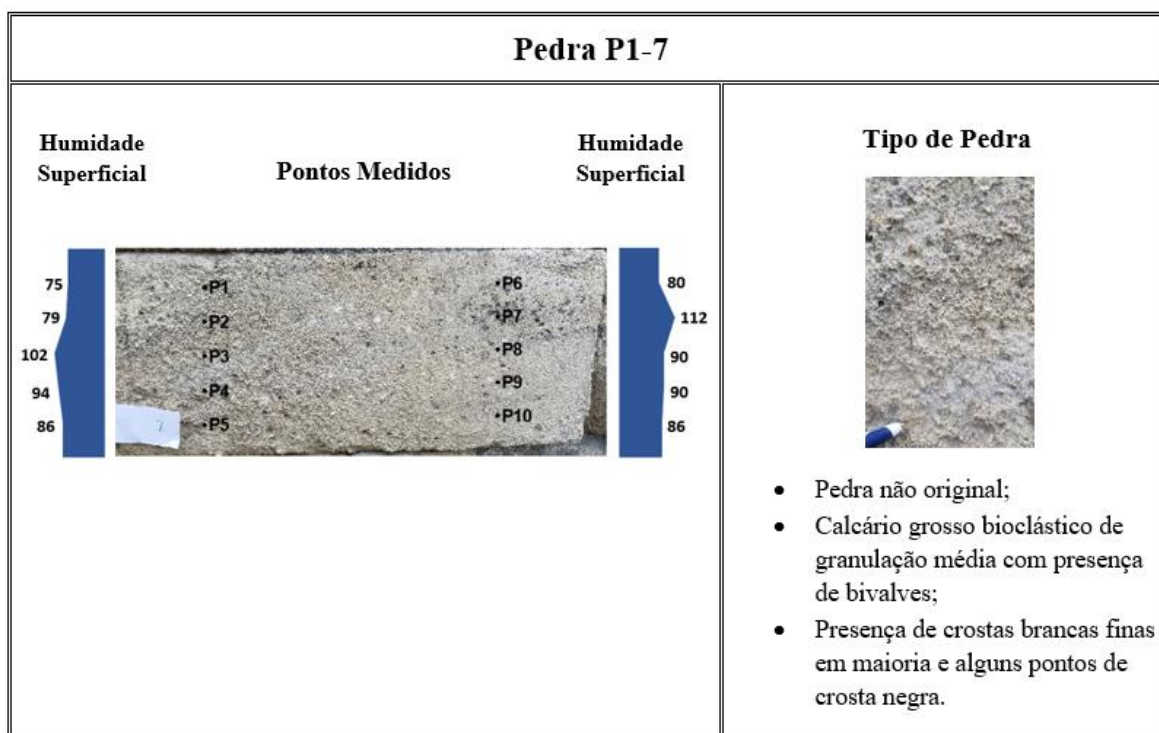 Pedra P1-7
Humidade
Superficial
Pontos Medidos
Humidade
Superficial
75
79
102
94
86
•P1
•P2
•P3
•P4
•P5
7
•P6
•P7
•P8
•P9
•P10
80
112
90
90
86
Tipo de Pedra
• Pedra não original;
• Calcário grosso bioclástico de
granulação média com presença
de bivalves;
• Presença de crostas brancas finas
em maioria e alguns pontos de
crosta negra.